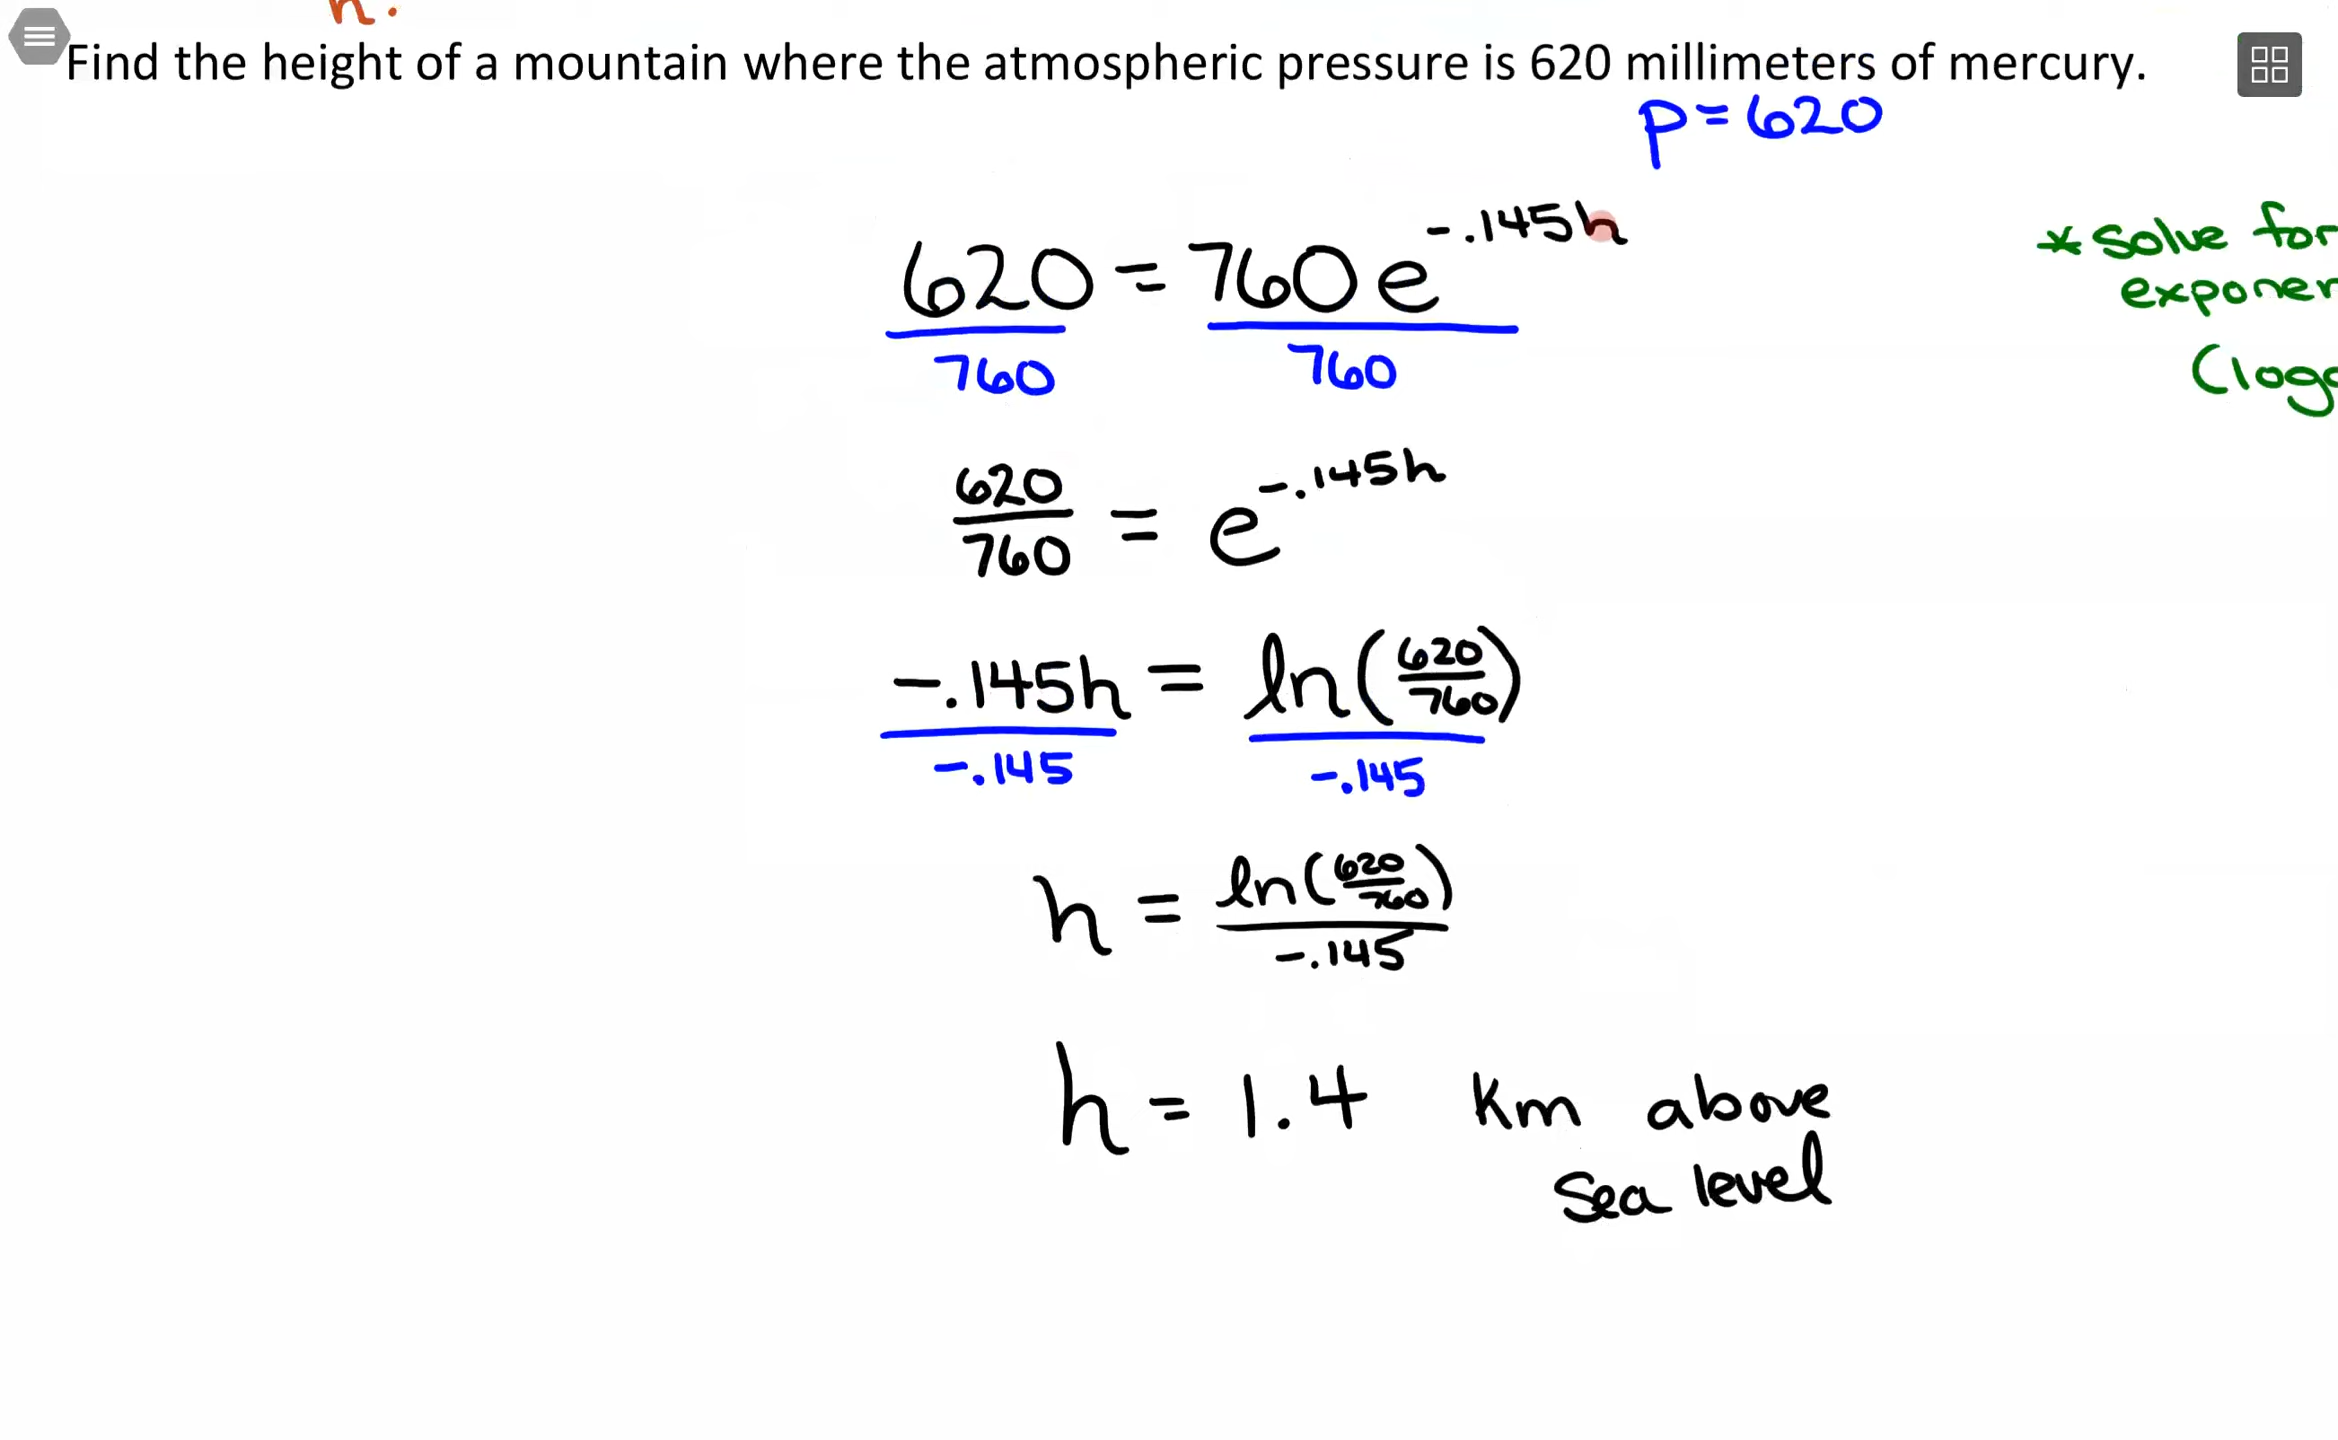 h.
Find the height of a mountain where the atmospheric pressure is 620 millimeters of mercury.
p = 620
620 = 760 e^-.145h
760 760
* solve for
exponen
(log
620/760 = e^-.145h
-.145h = ln(620/760)
-.145 -.145
h = ln(620/760)/-.145
h = 1.4 km above
sea level